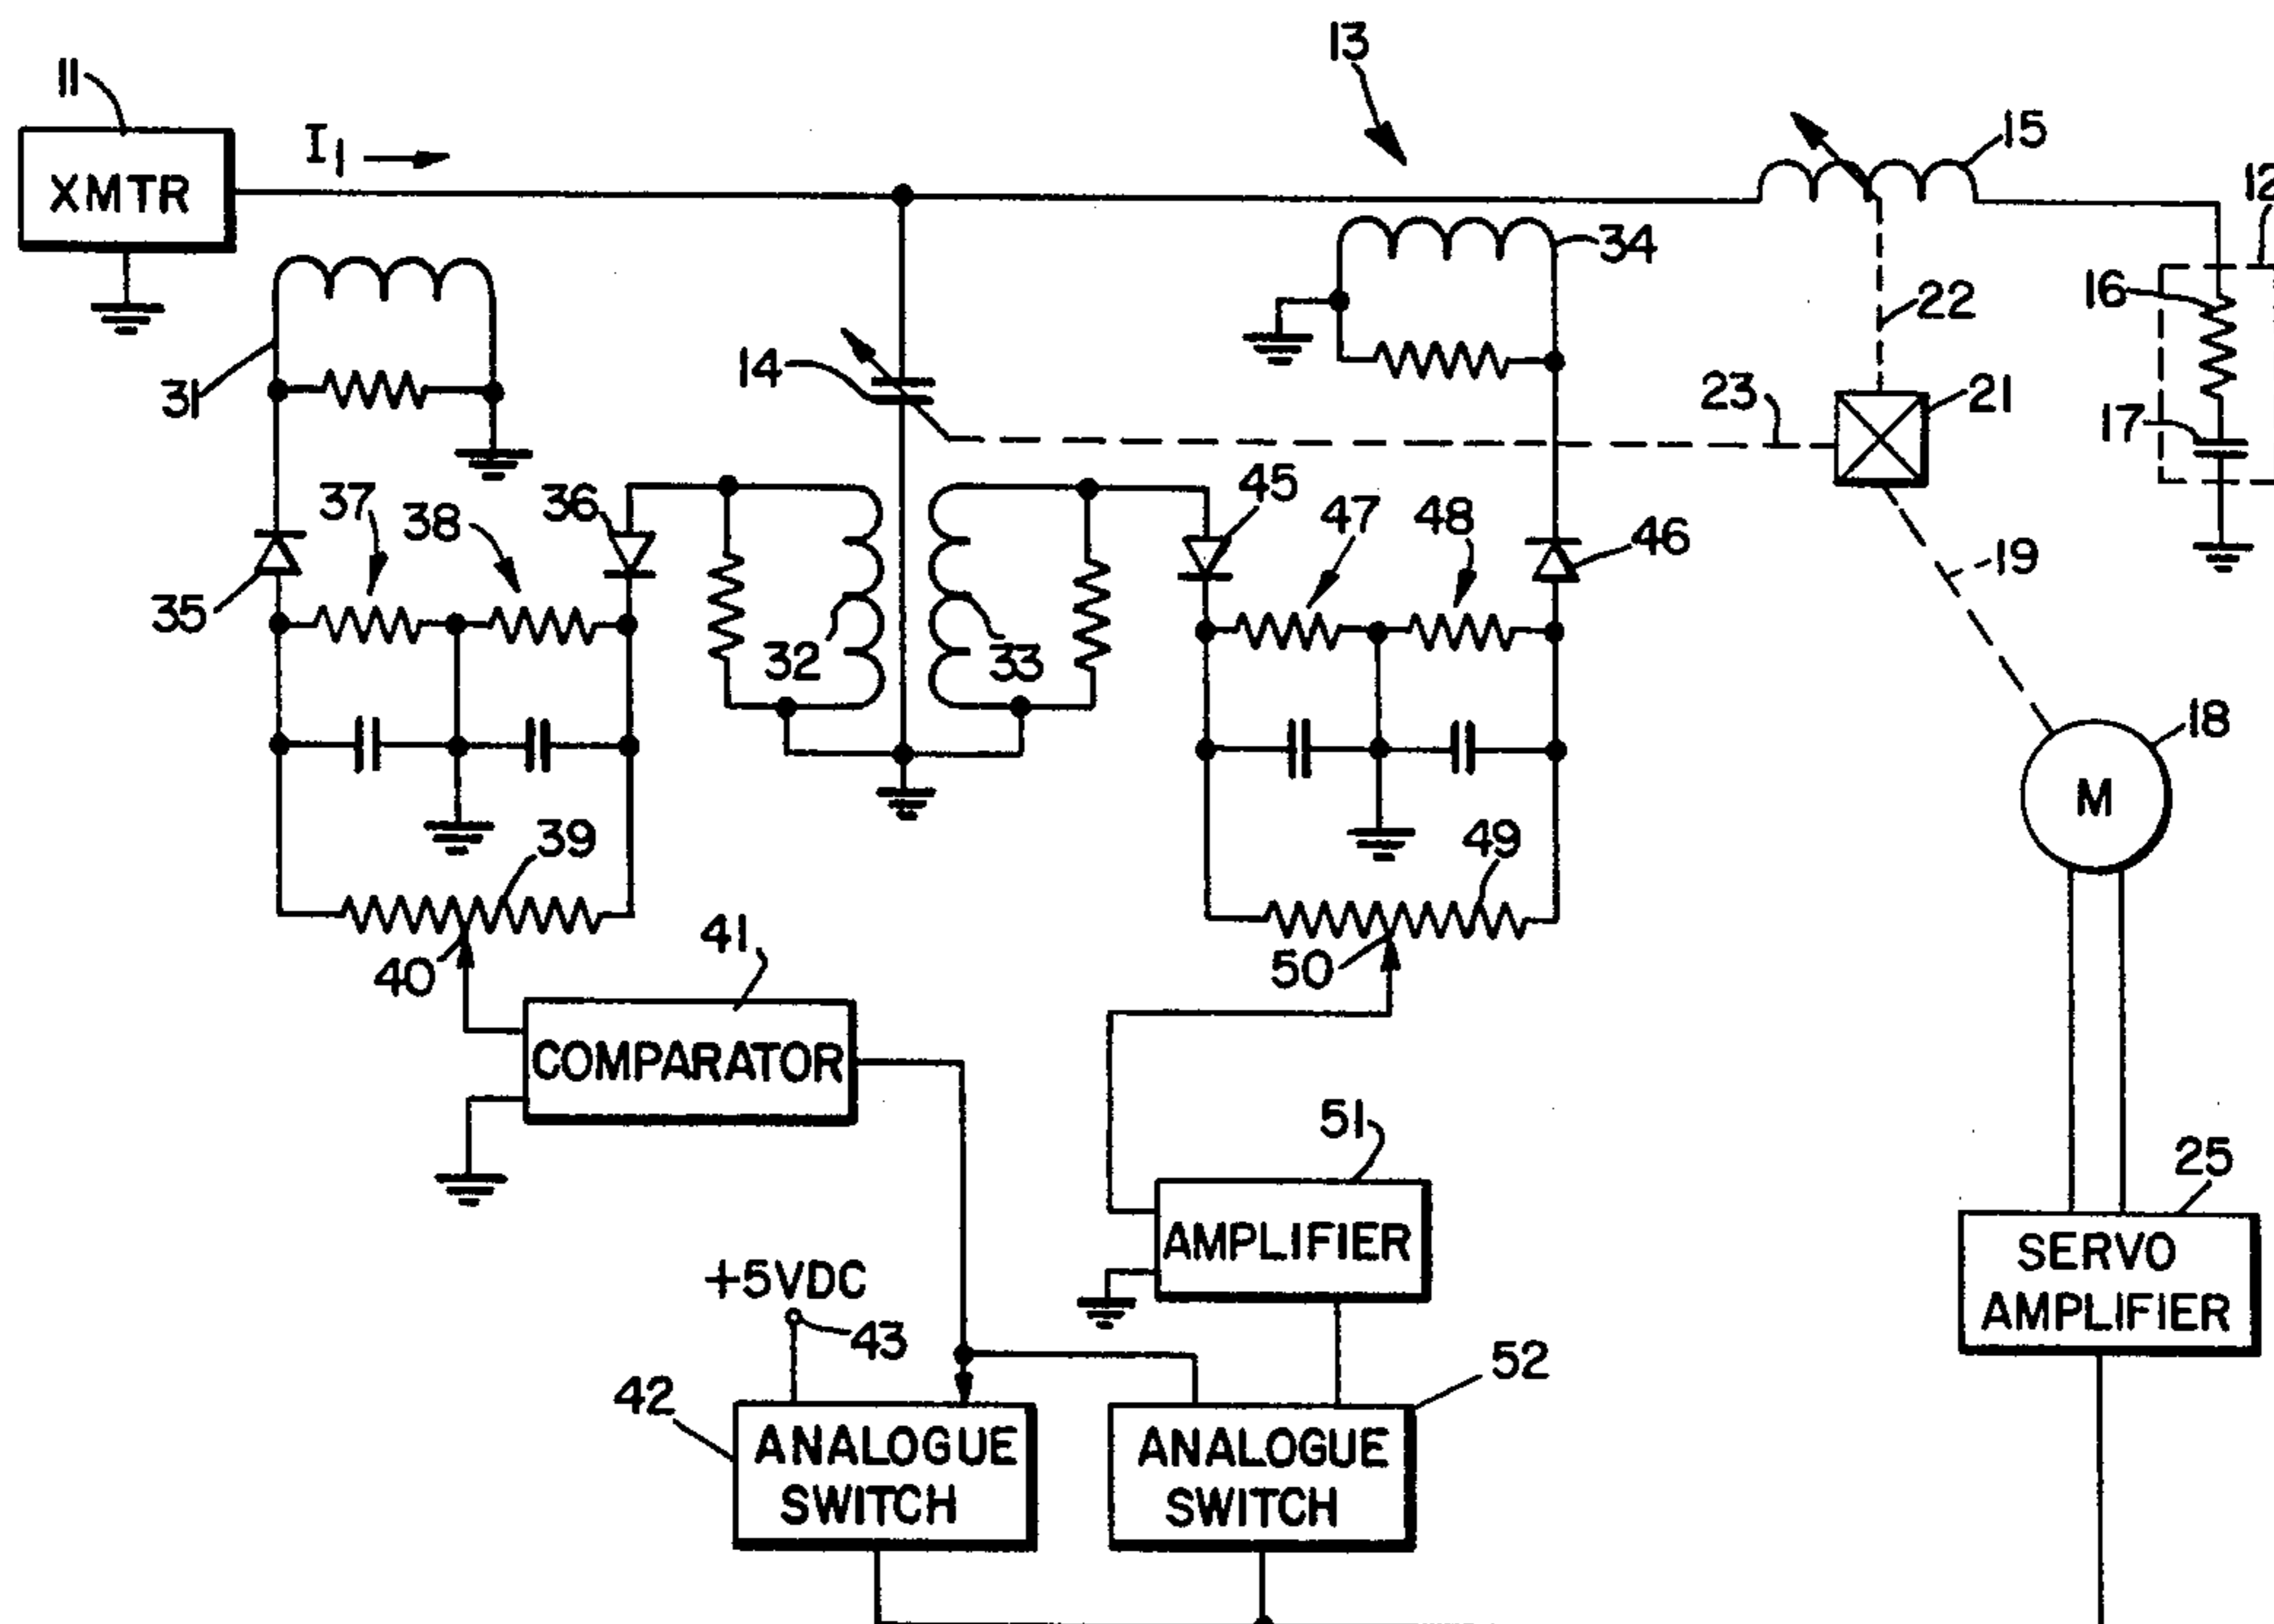 13
11
I1
15
XMTR
12
34
16
22
14
31
23
21
17
37
36
45
38
47
48
46
19
35
32
33
18
M
39
49
41
40
50
COMPARATOR
51
25
AMPLIFIER
SERVO
AMPLIFIER
+5VDC
43
52
42
ANALOGUE
SWITCH
ANALOGUE
SWITCH